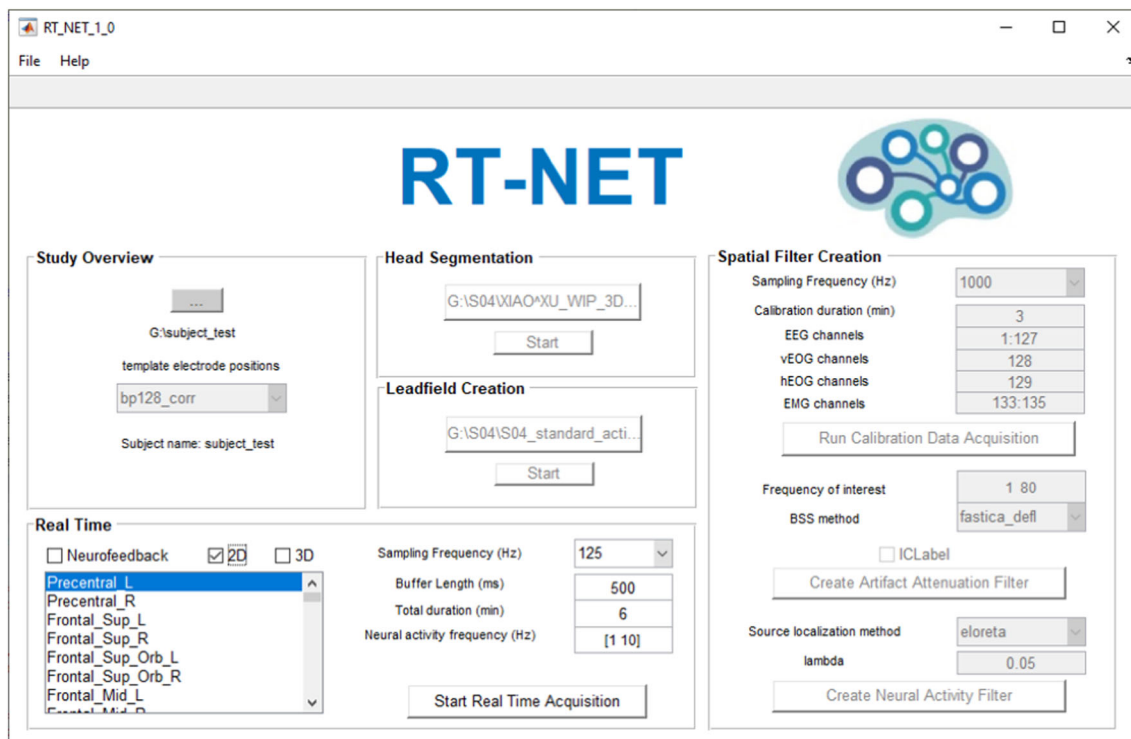 RT_NET_1_0
File Help
RT-NET
Study Overview
...
G:\subject_test
template electrode positions
bp128_corr
Subject name: subject_test
Head Segmentation
G:\S04\XIAO^XU_WIP_3D...
Start
Leadfield Creation
G:\S04\S04_standard_acti...
Start
Spatial Filter Creation
Sampling Frequency (Hz) 1000
Calibration duration (min) 3
EEG channels 1:127
vEOG channels 128
hEOG channels 129
EMG channels 133:135
Run Calibration Data Acquisition
Frequency of interest 1 80
BSS method fastica_defl
ICLabel
Create Artifact Attenuation Filter
Source localization method eloreta
lambda 0.05
Create Neural Activity Filter
Real Time
Neurofeedback 2D 3D
Precentral_L
Precentral_R
Frontal_Sup_L
Frontal_Sup_R
Frontal_Sup_Orb_L
Frontal_Sup_Orb_R
Frontal_Mid_L
Frontal_Mid_R
Sampling Frequency (Hz) 125
Buffer Length (ms) 500
Total duration (min) 6
Neural activity frequency (Hz) [1 10]
Start Real Time Acquisition